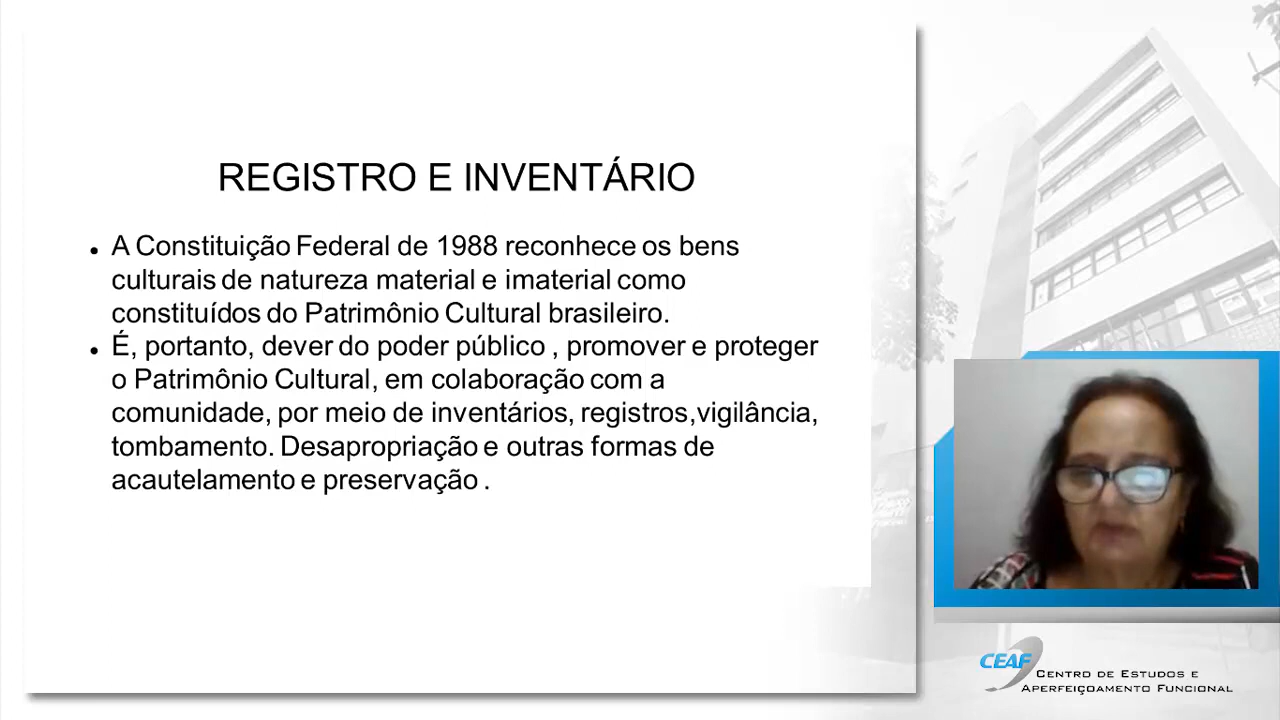 REGISTRO E INVENTÁRIO
• A Constituição Federal de 1988 reconhece os bens
culturais de natureza material e imaterial como
constituídos do Patrimônio Cultural brasileiro.
• É, portanto, dever do poder público , promover e proteger
o Patrimônio Cultural, em colaboração com a
comunidade, por meio de inventários, registros,vigilância,
tombamento. Desapropriação e outras formas de
acautelamento e preservação .
CEAF
CENTRO DE ESTUDOS E
APERFEIÇOAMENTO FUNCIONAL